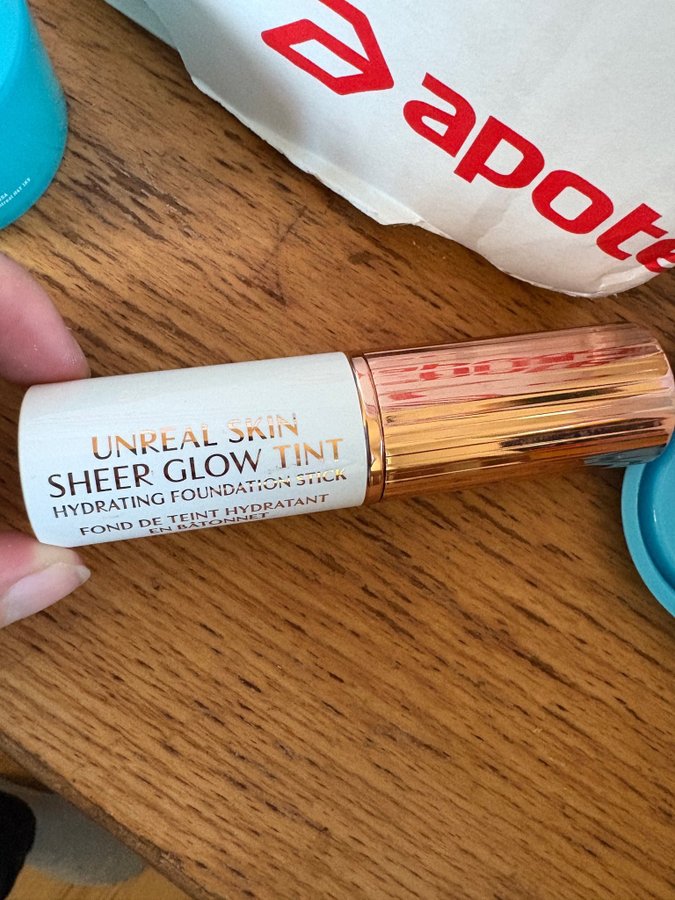 apote
UNREAL SKIN
SHEER GLOW TINT
HYDRATING FOUNDATION STICK
FOND DE TEINT HYDRATANT
EN BÂTONNET